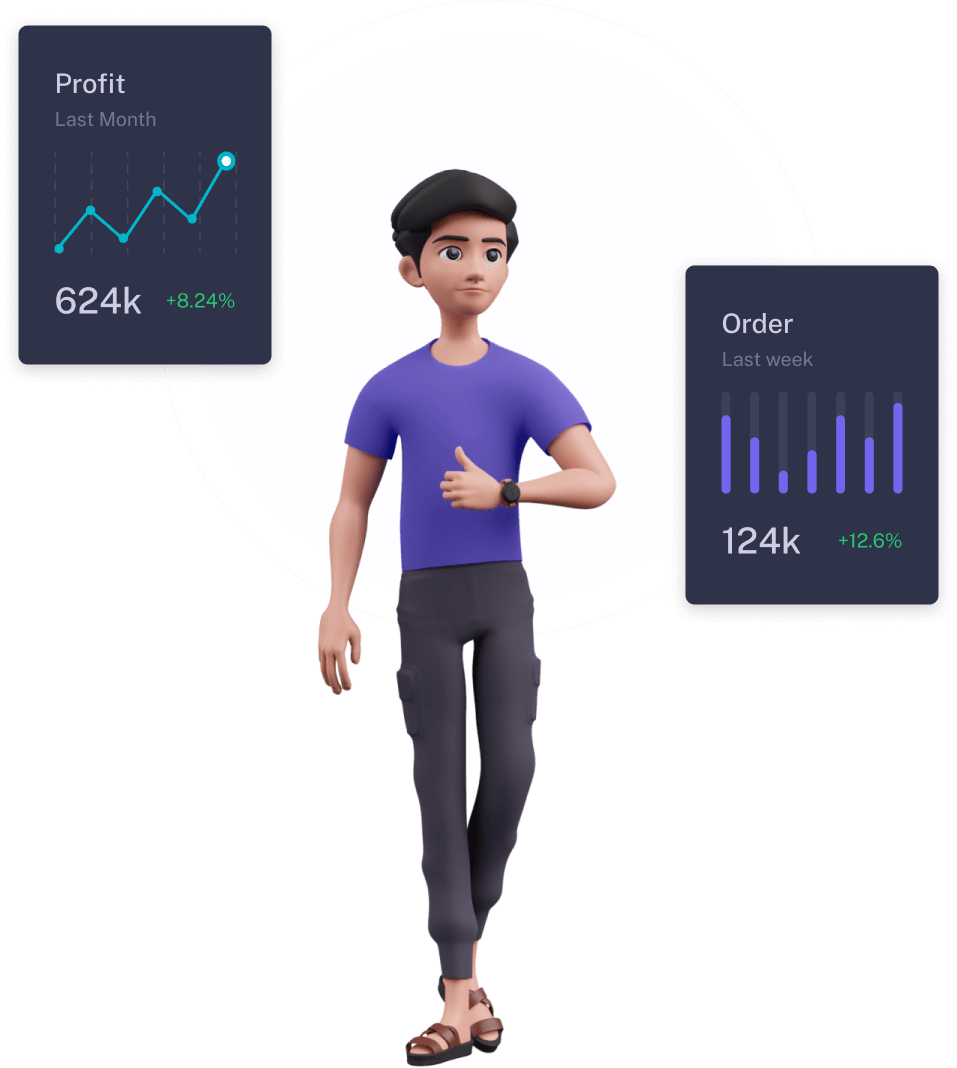 Profit
Last Month
624k +8.24%
Order
Last week
124k +12.6%